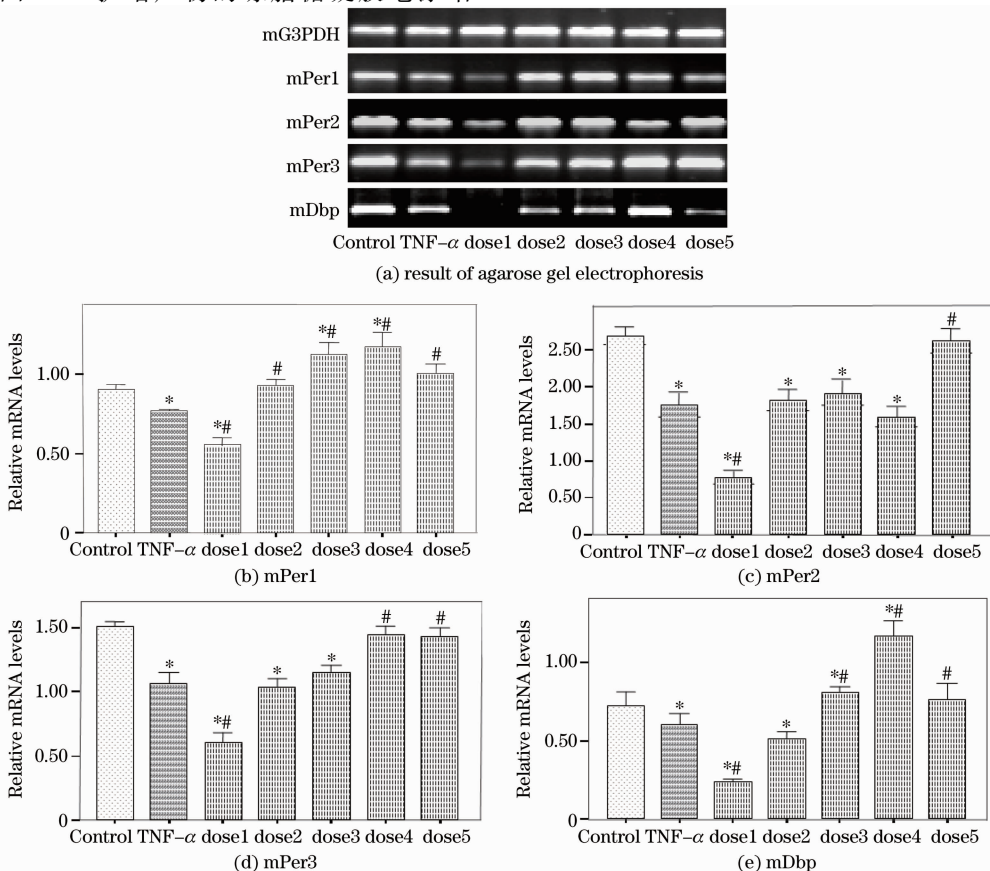 mG3PDH
mPer1
mPer2
mPer3
mDbp
Control TNF-α dose1 dose2 dose3 dose4 dose5
(a) result of agarose gel electrophoresis
Relative mRNA levels
1.00
0.50
0
* *# # *# *# #
Control TNF-α dose1 dose2 dose3 dose4 dose5
(b) mPer1
Relative mRNA levels
2.50
2.00
1.50
1.00
0.50
0
* *# * * * #
Control TNF-α dose1 dose2 dose3 dose4 dose5
(c) mPer2
Relative mRNA levels
1.50
1.00
0.50
0
* *# * * # #
Control TNF-α dose1 dose2 dose3 dose4 dose5
(d) mPer3
Relative mRNA levels
1.00
0.50
0
* *# * *# *# #
Control TNF-α dose1 dose2 dose3 dose4 dose5
(e) mDbp